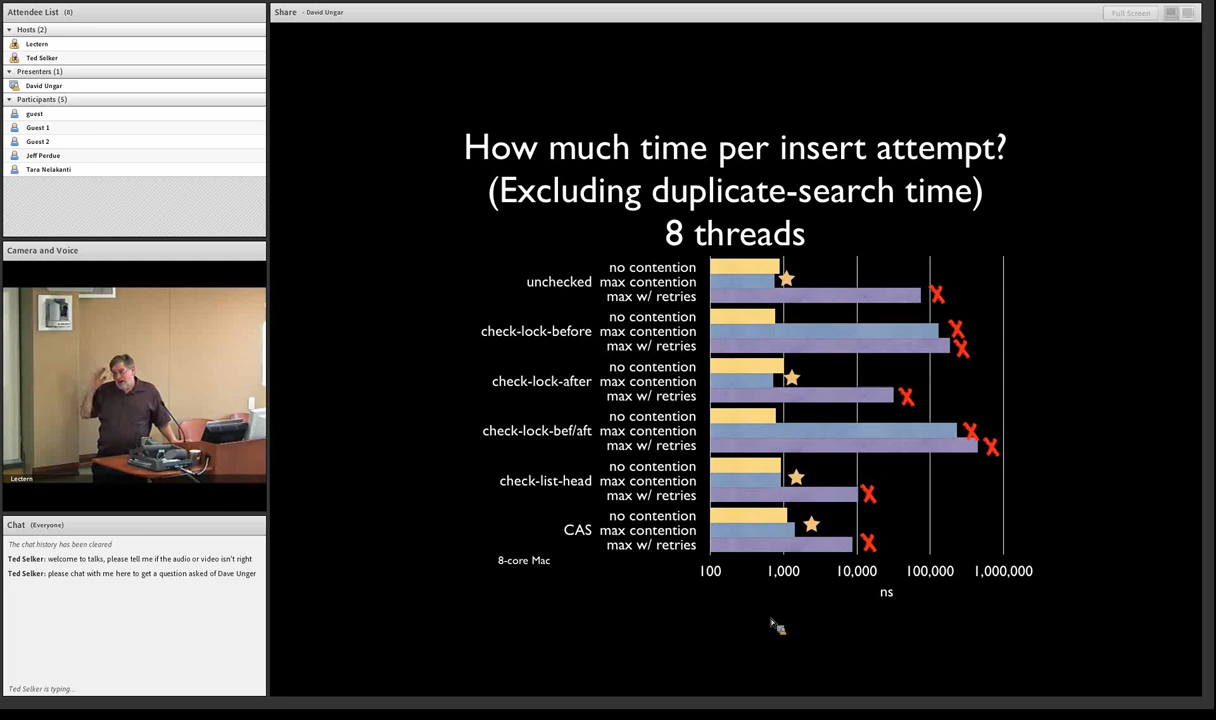 Attendee List (8)
Hosts (2)
Lectern
Ted Selker
Presenters (1)
David Ungar
Participants (5)
guest
Guest 1
Guest 2
Jeff Perdue
Tara Nelakanti
Camera and Voice
Lectern
Chat (Everyone)
The chat history has been cleared
Ted Selker: welcome to talks, please tell me if the audio or video isn't right
Ted Selker: please chat with me here to get a question asked of Dave Unger
Ted Selker is typing...
Share - David Ungar
Full Screen
How much time per insert attempt?
(Excluding duplicate-search time)
8 threads
no contention
unchecked max contention
max w/ retries
no contention
check-lock-before max contention
max w/ retries
no contention
check-lock-after max contention
max w/ retries
no contention
check-lock-bef/aft max contention
max w/ retries
no contention
check-list-head max contention
max w/ retries
no contention
CAS max contention
max w/ retries
8-core Mac
100 1,000 10,000 100,000 1,000,000
ns